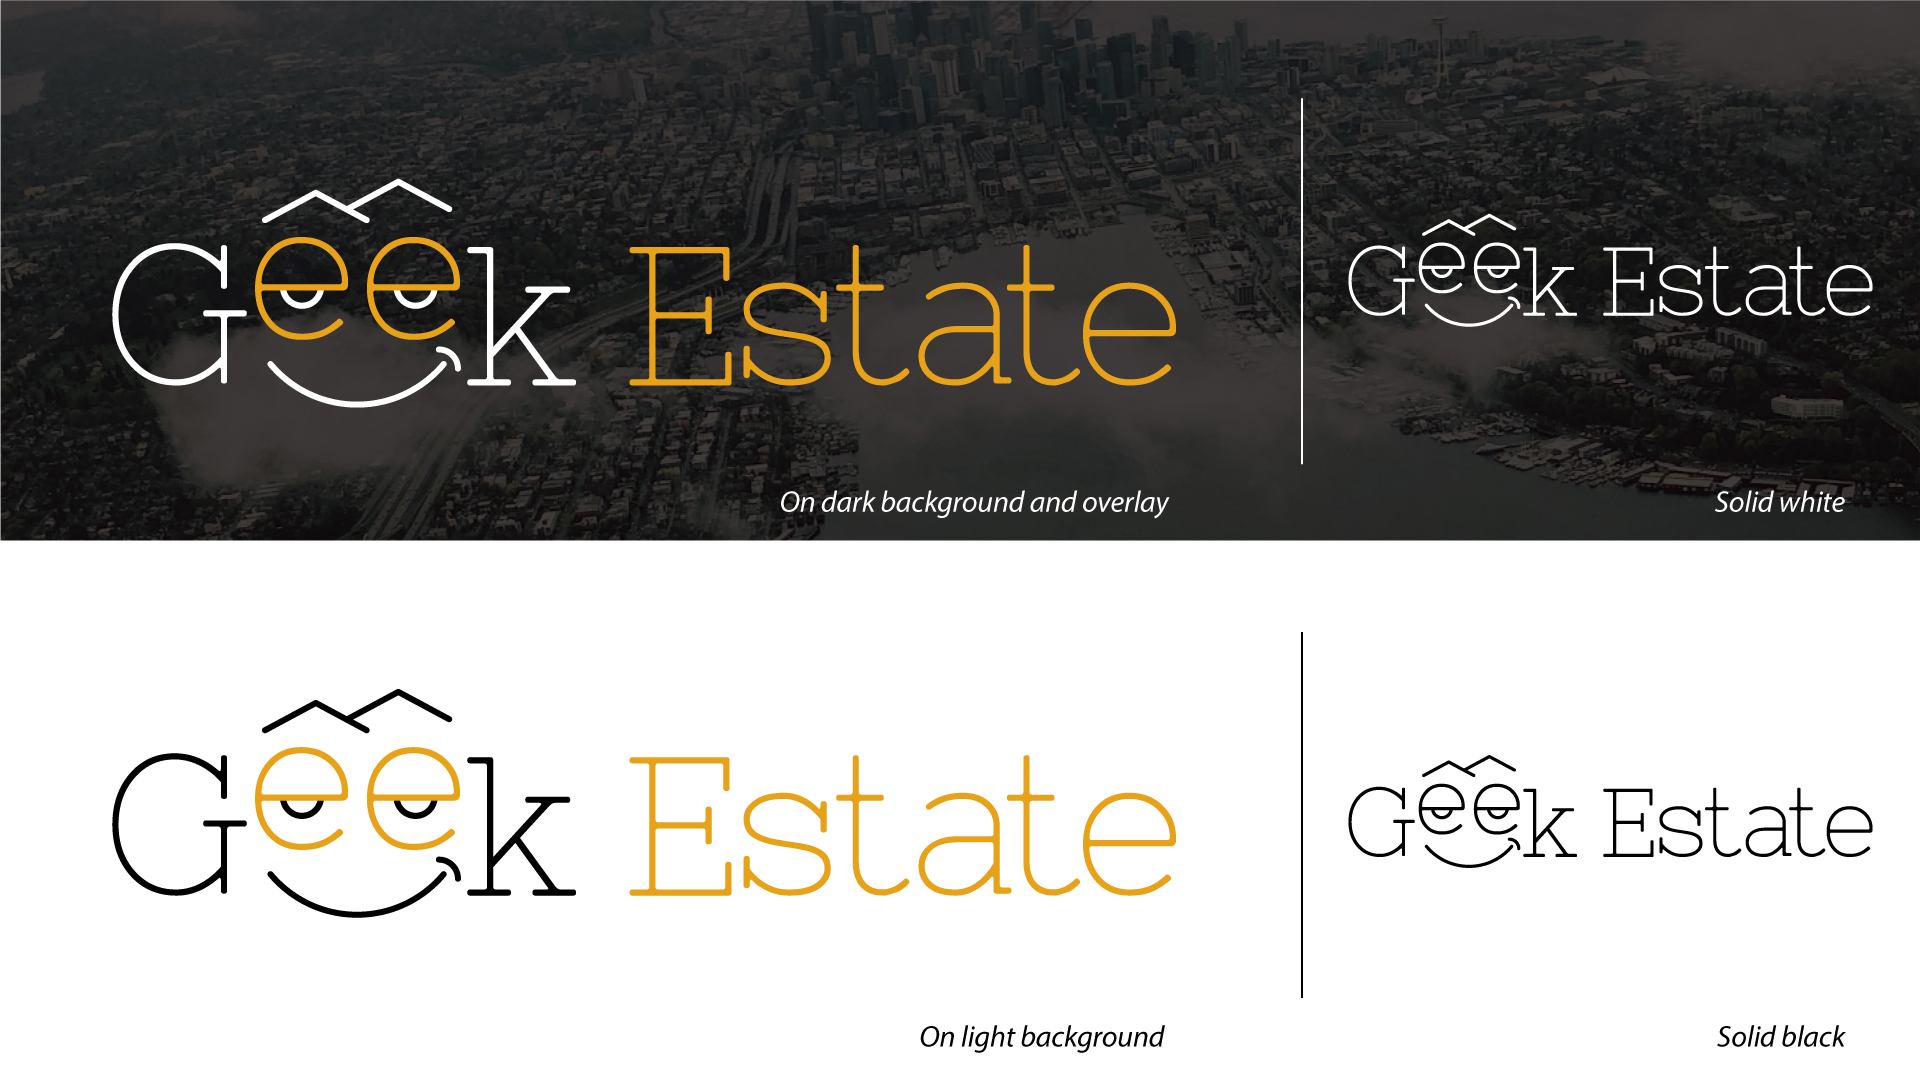 Geek Estate
Geek Estate
On dark background and overlay
Solid white
Geek Estate
Geek Estate
On light background
Solid black